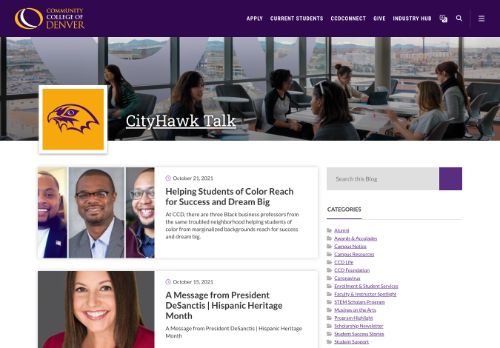 COMMUNITY
COLLEGE OF
DENVER
APPLY CURRENT STUDENTS CCDCONNECT GIVE INDUSTRY HUB
CityHawk Talk
October 21, 2021
Helping Students of Color Reach
for Success and Dream Big
At CCD, there are three Black business professors from
the same troubled neighborhood helping students of
color from marginalized backgrounds reach for success
and dream big.
October 15, 2021
A Message from President
DeSanctis | Hispanic Heritage
Month
A Message from President DeSanctis | Hispanic Heritage
Month
Search this Blog
CATEGORIES
Alumni
Awards & Accolades
Campus Notice
Campus Resources
CCD Life
CCD Foundation
Coronavirus
Enrollment & Student Services
Faculty & Instructor Spotlight
STEM Scholars Program
Musings on the Arts
Program Highlight
Scholarship Newsletter
Student Success Stories
Student Support